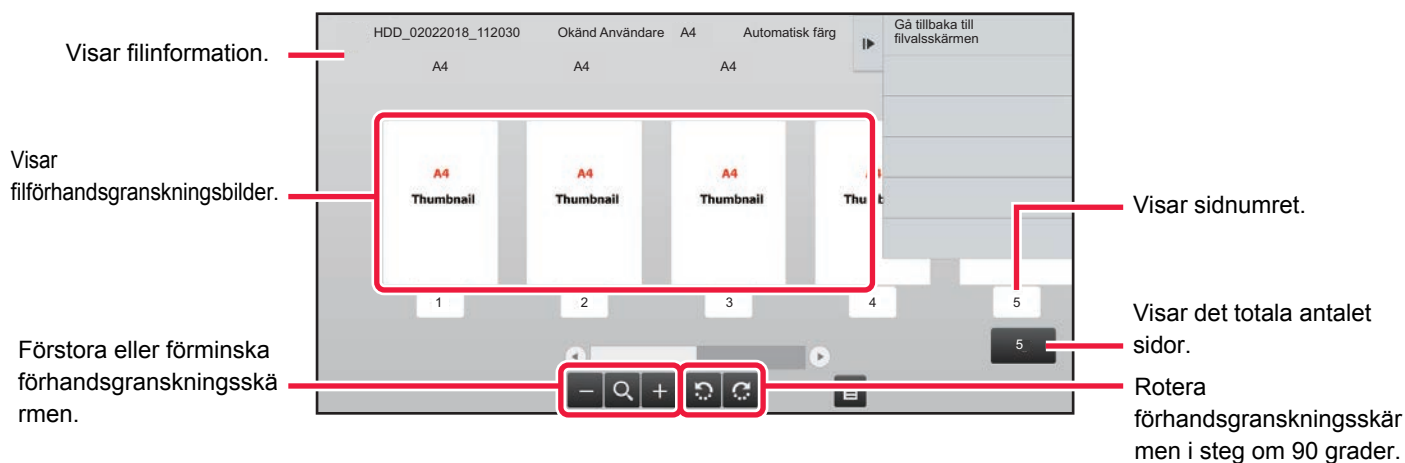 HDD_02022018_112030 Okänd Användare A4 Automatisk färg
Gå tillbaka till
filvalsskärmen
A4 A4 A4
Visar filinformation.
A4 A4 A4
Thumbnail Thumbnail Thumbnail Thumb
Visar
filförhandsgranskningsbilder.
Visar sidnumret.
1 2 3 4 5
Visar det totala antalet
sidor.
5
Förstora eller förminska
förhandsgranskningsskä
rmen.
Rotera
förhandsgranskningsskär
men i steg om 90 grader.